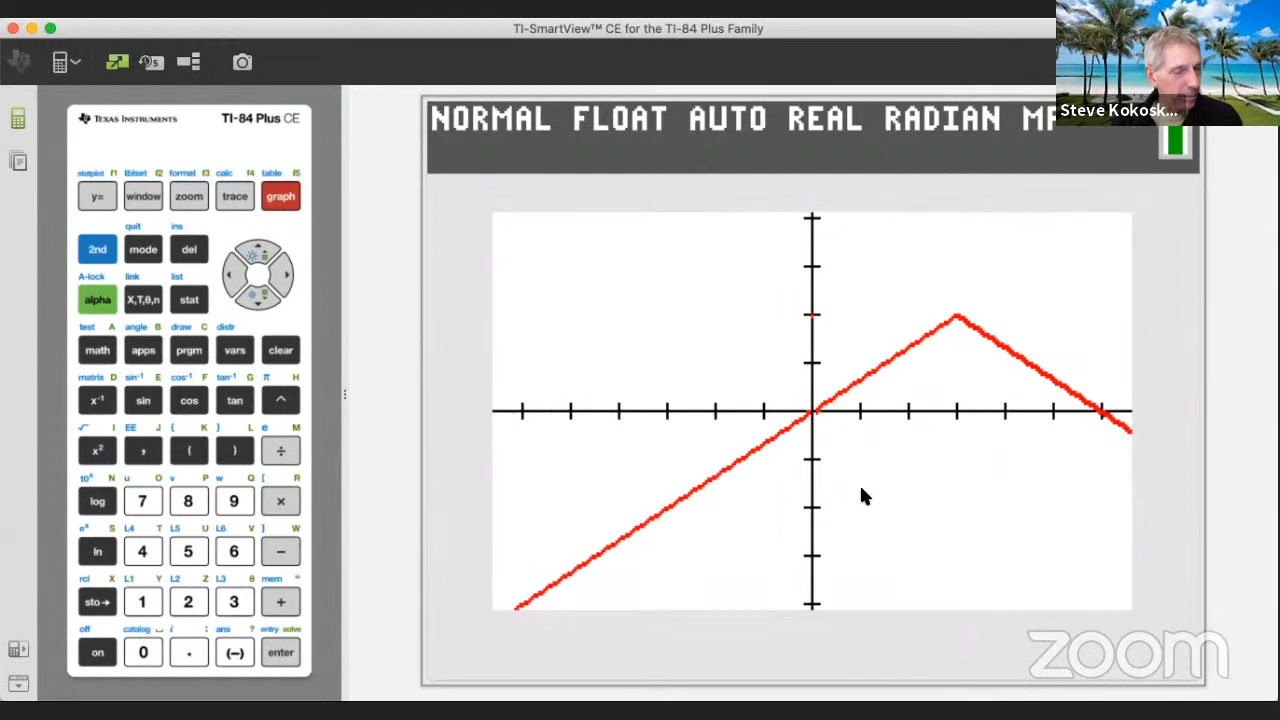 TI-SmartView™ CE for the TI-84 Plus Family
Steve Kokosk...
NORMAL FLOAT AUTO REAL RADIAN MP
TEXAS INSTRUMENTS TI-84 Plus CE
statplot f1 tblset f2 format f3 calc f4 table f5
y= window zoom trace graph
quit ins
2nd mode del
A-lock link list
alpha X,T,θ,n stat
test A angle B draw C distr
math apps prgm vars clear
matrix D sin⁻¹ E cos⁻¹ F tan⁻¹ G π H
x⁻¹ sin cos tan ^
√ I EE J { K } L e M
x² , ( ) ÷
10ˣ N u O v P w Q [ R
log 7 8 9 ×
eˣ S L4 T L5 U L6 V ] W
ln 4 5 6 −
rcl X L1 Y L2 Z L3 θ mem "
sto→ 1 2 3 +
off catalog ⎵ i : ans ? entry solve
on 0 . (−) enter
zoom